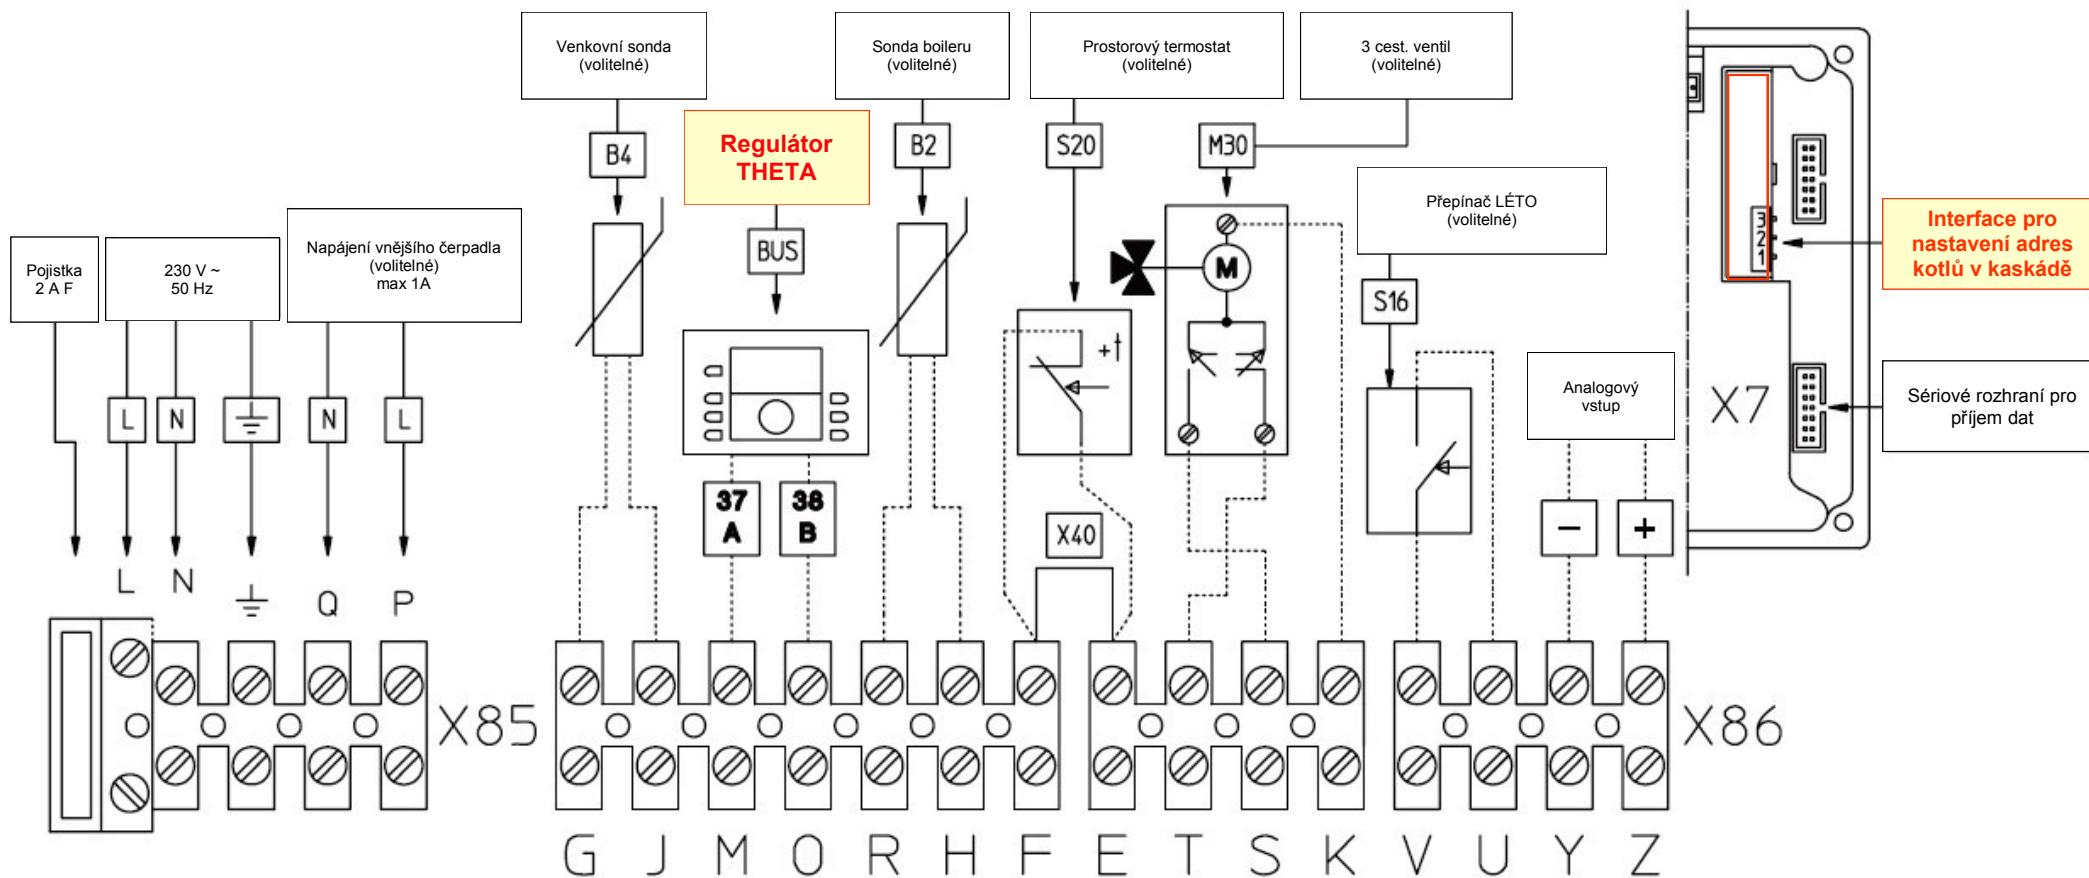 Venkovní sonda
(volitelné)
Sonda boileru
(volitelné)
Prostorový termostat
(volitelné)
3 cest. ventil
(volitelné)
B4
Regulátor
THETA
B2
S20
M30
Přepínač LÉTO
(volitelné)
3
2
1
Interface pro
nastavení adres
kotlů v kaskádě
Pojistka
2 A F
230 V ~
50 Hz
Napájení vnějšího čerpadla
(volitelné)
max 1A
BUS
M
S16
+t
Analogový
vstup
X7
Sériové rozhraní pro
příjem dat
L
N
N
L
37
A
38
B
X40
−
+
L
N
Q
P
X85
X86
G J M O R H F E T S K V U Y Z